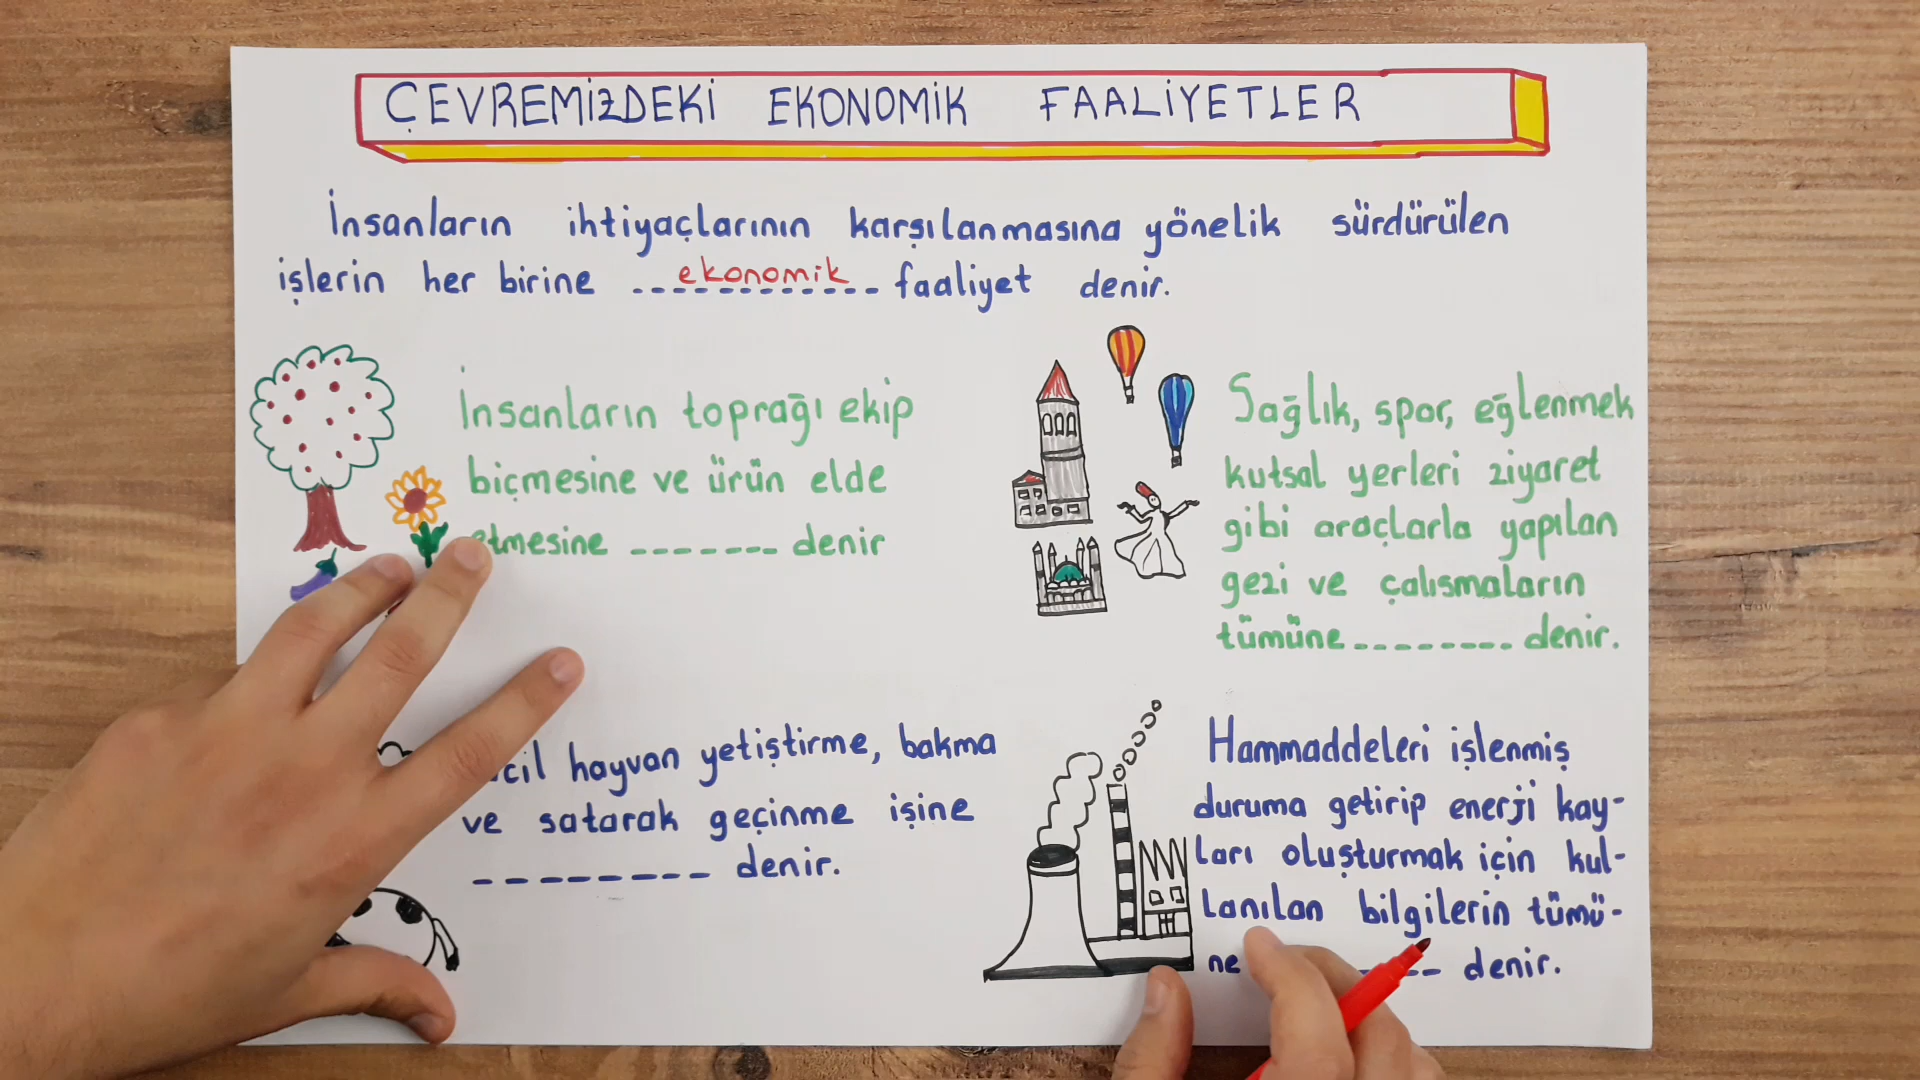 ÇEVREMİZDEKİ EKONOMİK FAALİYETLER
İnsanların ihtiyaçlarının karşılanmasına yönelik sürdürülen
işlerin her birine ekonomik faaliyet denir.
İnsanların toprağı ekip
biçmesine ve ürün elde
etmesine ------- denir
Sağlık, spor, eğlenmek
kutsal yerleri ziyaret
gibi araçlarla yapılan
gezi ve çalısmaların
tümüne -------- denir.
hayvan yetiştirme, bakma
ve satarak geçinme işine
-------- denir.
Hammaddeleri işlenmiş
duruma getirip enerji kay-
ları oluşturmak için kul-
lanılan bilgilerin tümü-
ne -- denir.